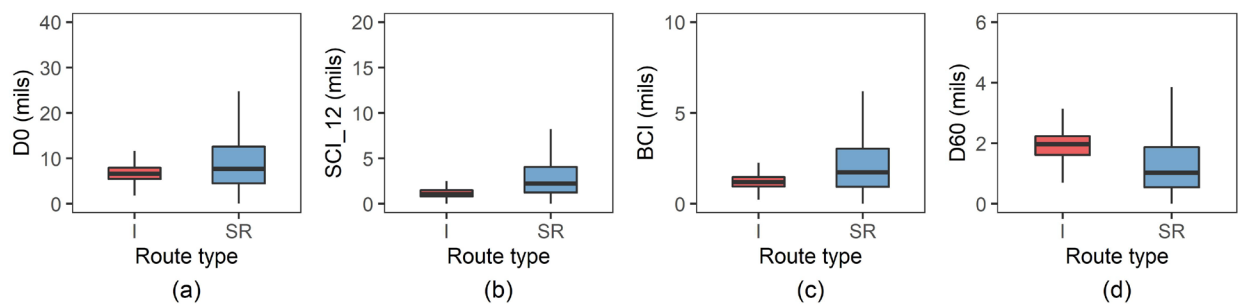 D0 (mils)
40
30
20
10
0
I
SR
Route type
(a)
SCI_12 (mils)
20
15
10
5
0
I
SR
Route type
(b)
BCI (mils)
10
5
0
I
SR
Route type
(c)
D60 (mils)
6
4
2
0
I
SR
Route type
(d)